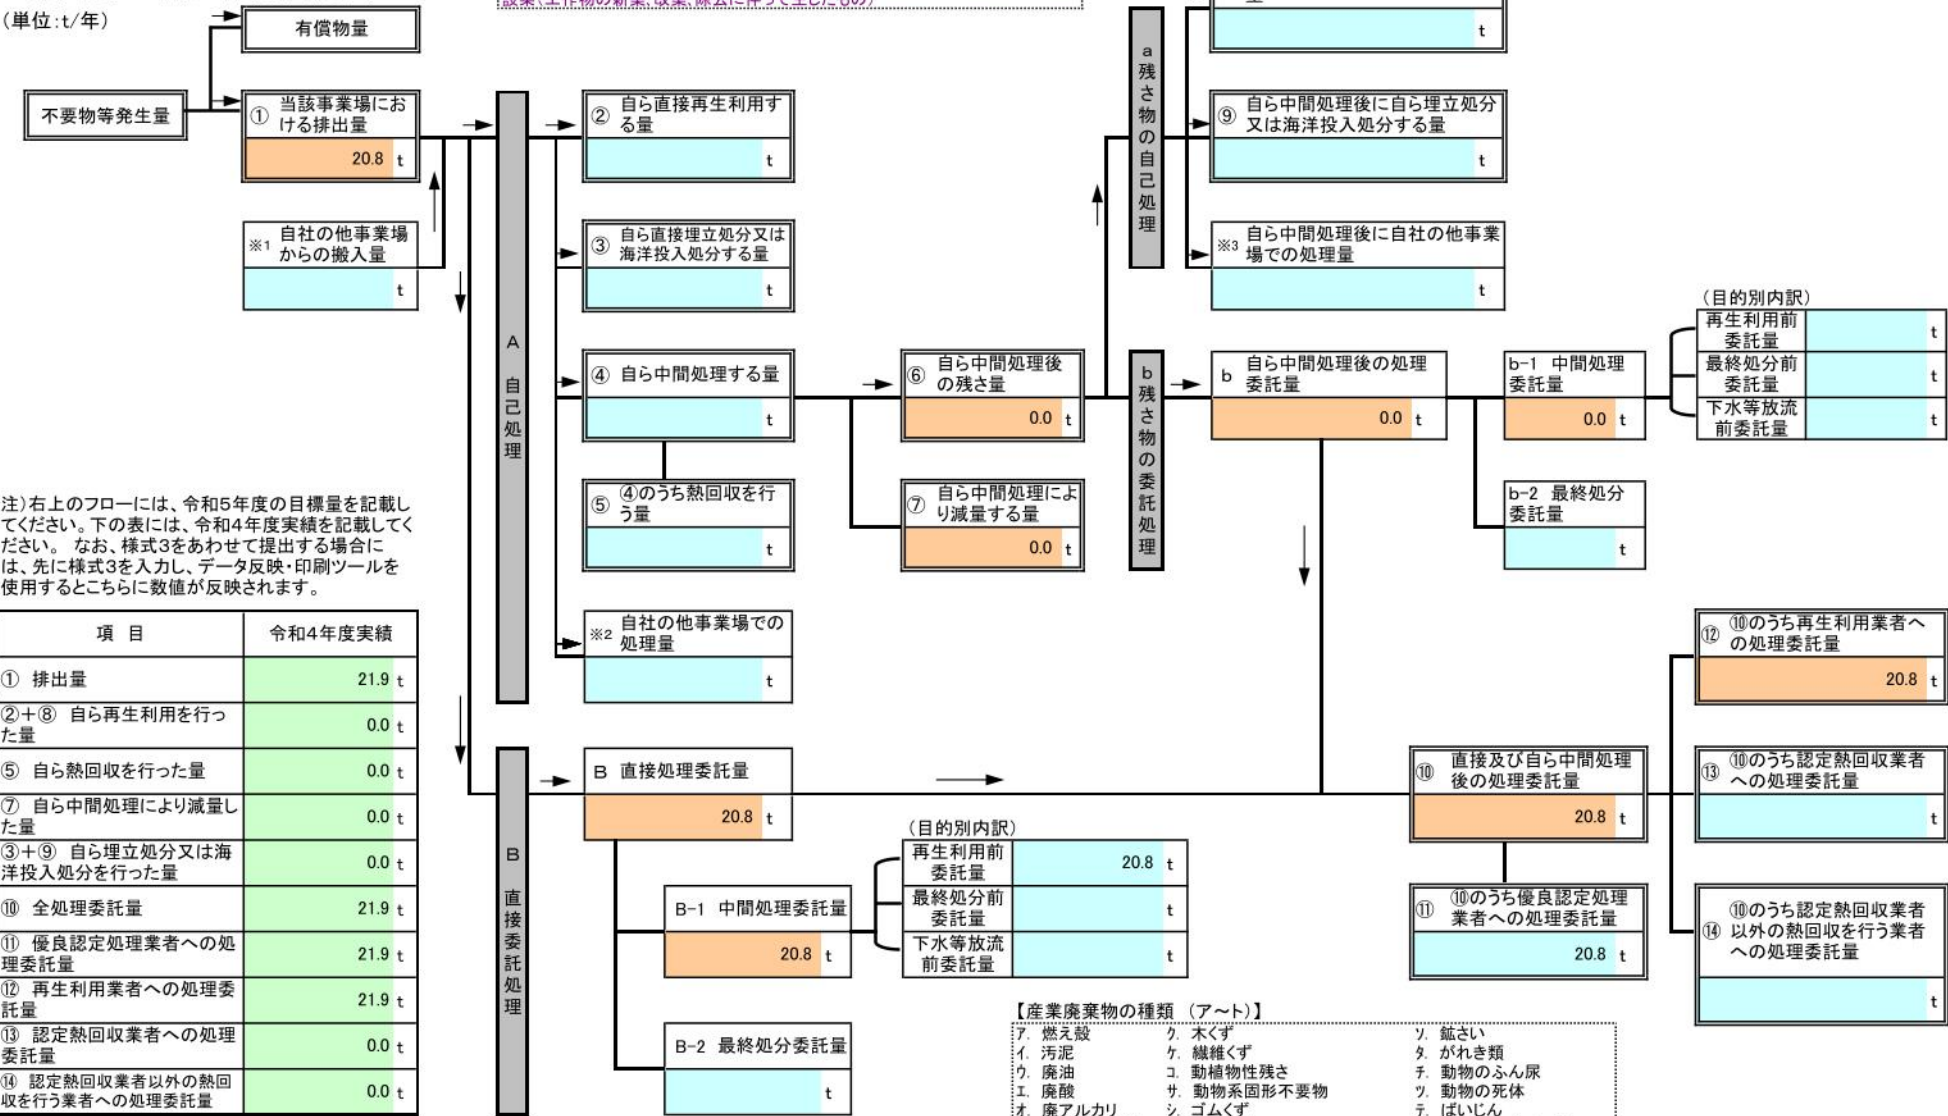 (単位:t/年)
有償物量
不要物等発生量
① 当該事業場にお
ける排出量
20.8 t
※1 自社の他事業場
からの搬入量
t
A 自己処理
② 自ら直接再生利用す
る量
t
③ 自ら直接埋立処分又は
海洋投入処分する量
t
④ 自ら中間処理する量
t
⑤ ④のうち熱回収を行
う量
t
※2 自社の他事業場での
処理量
t
⑥ 自ら中間処理後
の残さ量
0.0 t
⑦ 自ら中間処理によ
り減量する量
0.0 t
a 残さ物の自己処理
t
⑨ 自ら中間処理後に自ら埋立処分
又は海洋投入処分する量
t
※3 自ら中間処理後に自社の他事業
場での処理量
t
b 残さ物の委託処理
b 自ら中間処理後の処理
委託量
0.0 t
b-1 中間処理
委託量
0.0 t
(目的別内訳)
再生利用前
委託量
t
最終処分前
委託量
t
下水等放流
前委託量
t
b-2 最終処分
委託量
t
注)右上のフローには、令和5年度の目標量を記載し
てください。下の表には、令和4年度実績を記載してく
ださい。 なお、様式3をあわせて提出する場合に
は、先に様式3を入力し、データ反映・印刷ツールを
使用するとこちらに数値が反映されます。
項 目 令和4年度実績
① 排出量 21.9 t
②+⑧ 自ら再生利用を行っ
た量 0.0 t
⑤ 自ら熱回収を行った量 0.0 t
⑦ 自ら中間処理により減量し
た量 0.0 t
③+⑨ 自ら埋立処分又は海
洋投入処分を行った量 0.0 t
⑩ 全処理委託量 21.9 t
⑪ 優良認定処理業者への処
理委託量 21.9 t
⑫ 再生利用業者への処理委
託量 21.9 t
⑬ 認定熱回収業者への処理
委託量 0.0 t
⑭ 認定熱回収業者以外の熱回
収を行う業者への処理委託量 0.0 t
B 直接委託処理
B 直接処理委託量
20.8 t
B-1 中間処理委託量
20.8 t
(目的別内訳)
再生利用前
委託量
20.8 t
最終処分前
委託量
t
下水等放流
前委託量
t
B-2 最終処分委託量
t
⑩ 直接及び自ら中間処理
後の処理委託量
20.8 t
⑪ ⑩のうち優良認定処理
業者への処理委託量
20.8 t
⑫ ⑩のうち再生利用業者へ
の処理委託量
20.8 t
⑬ ⑩のうち認定熱回収業者
への処理委託量
t
⑭ ⑩のうち認定熱回収業者
以外の熱回収を行う業者
への処理委託量
t
【産業廃棄物の種類 (ア~ト)】
ア. 燃え殻 ク. 木くず ソ. 鉱さい
イ. 汚泥 ケ. 繊維くず タ. がれき類
ウ. 廃油 コ. 動植物性残さ チ. 動物のふん尿
エ. 廃酸 サ. 動物系固形不要物 ツ. 動物の死体
オ. 廃アルカリ シ. ゴムくず テ. ばいじん